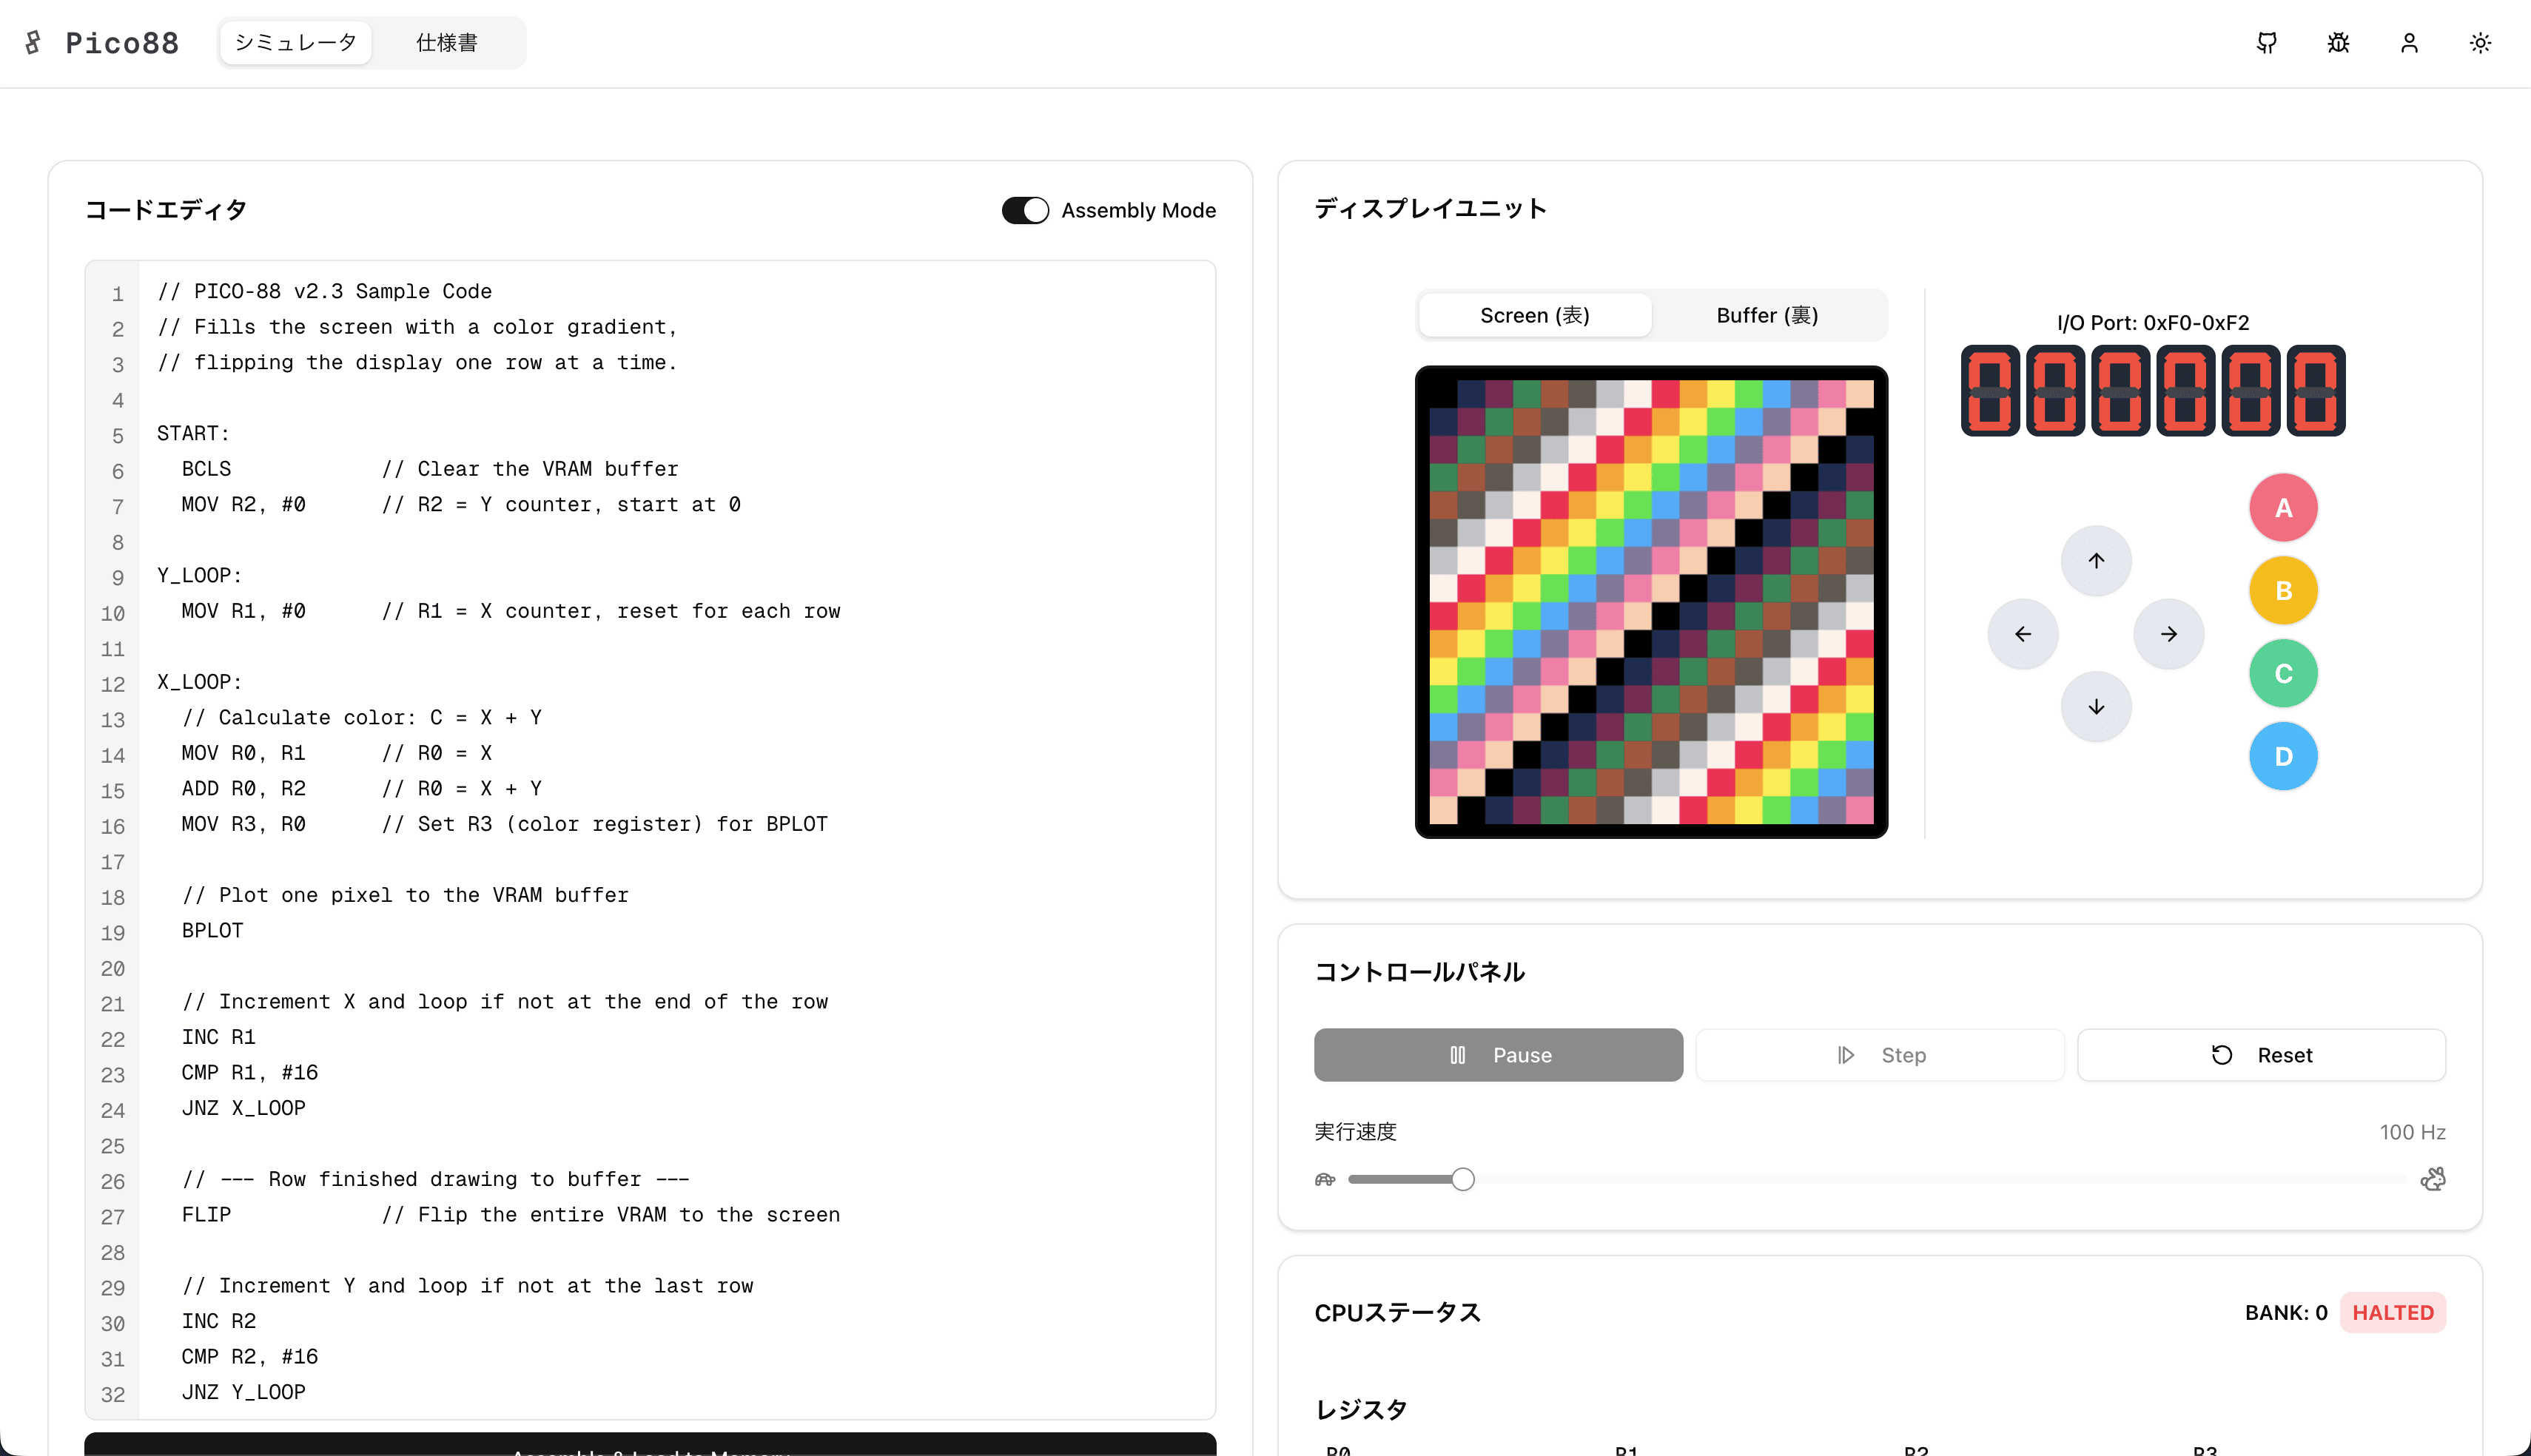 Pico88
シミュレータ
仕様書
コードエディタ
Assembly Mode
1 // PICO-88 v2.3 Sample Code
2 // Fills the screen with a color gradient,
3 // flipping the display one row at a time.
4
5 START:
6 BCLS // Clear the VRAM buffer
7 MOV R2, #0 // R2 = Y counter, start at 0
8
9 Y_LOOP:
10 MOV R1, #0 // R1 = X counter, reset for each row
11
12 X_LOOP:
13 // Calculate color: C = X + Y
14 MOV R0, R1 // R0 = X
15 ADD R0, R2 // R0 = X + Y
16 MOV R3, R0 // Set R3 (color register) for BPLOT
17
18 // Plot one pixel to the VRAM buffer
19 BPLOT
20
21 // Increment X and loop if not at the end of the row
22 INC R1
23 CMP R1, #16
24 JNZ X_LOOP
25
26 // --- Row finished drawing to buffer ---
27 FLIP // Flip the entire VRAM to the screen
28
29 // Increment Y and loop if not at the last row
30 INC R2
31 CMP R2, #16
32 JNZ Y_LOOP
Assemble & Load to Memory
ディスプレイユニット
Screen (表)
Buffer (裏)
I/O Port: 0xF0-0xF2
000000
A
B
C
D
コントロールパネル
Pause
Step
Reset
実行速度
100 Hz
CPUステータス
BANK: 0
HALTED
レジスタ
R0 R1 R2 R3